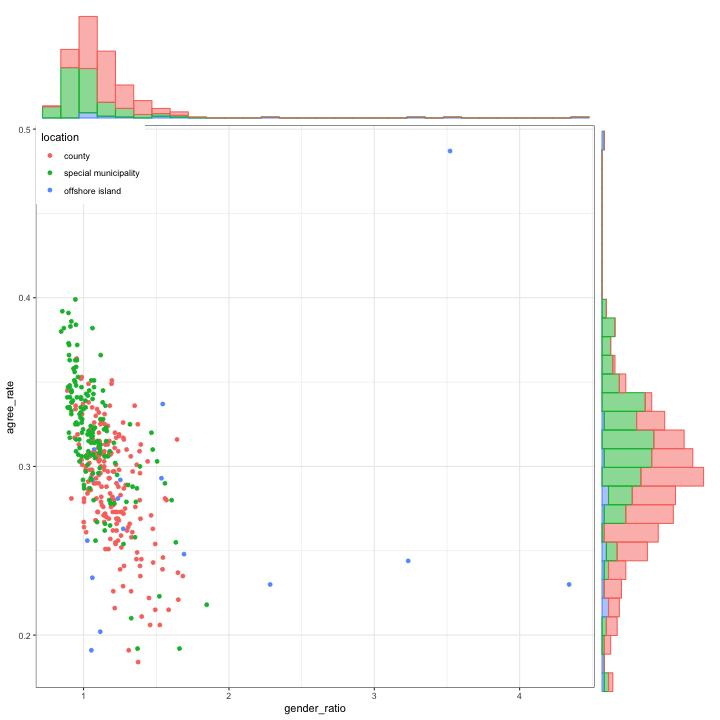 0.5
location
county
special municipality
offshore island
0.4
agree_rate
0.3
0.2
1 2 3 4
gender_ratio